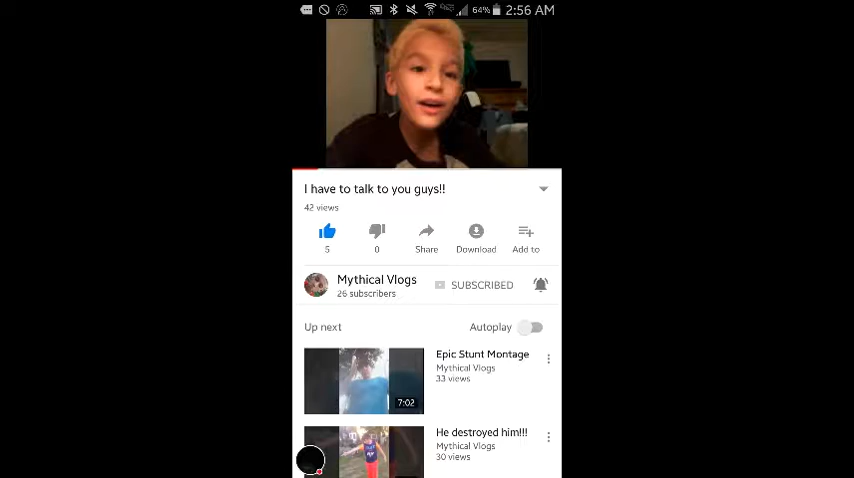 64% 2:56 AM
I have to talk to you guys!!
42 views
5
0
Share
Download
Add to
Mythical Vlogs
26 subscribers
SUBSCRIBED
Up next
Autoplay
Epic Stunt Montage
Mythical Vlogs
33 views
7:02
He destroyed him!!!
Mythical Vlogs
30 views